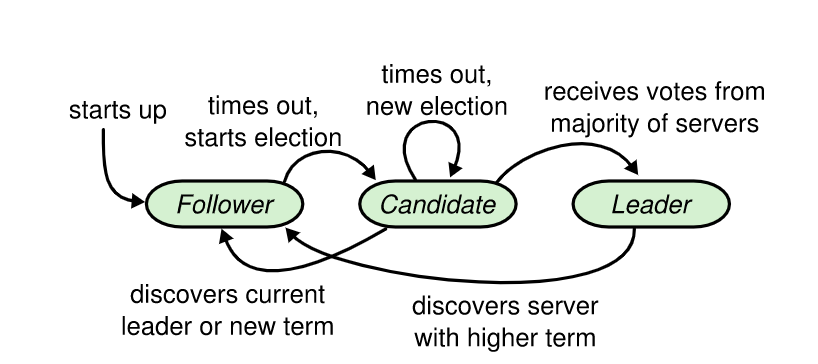 starts up
times out,
starts election
times out,
new election
receives votes from
majority of servers
Follower
Candidate
Leader
discovers current
leader or new term
discovers server
with higher term